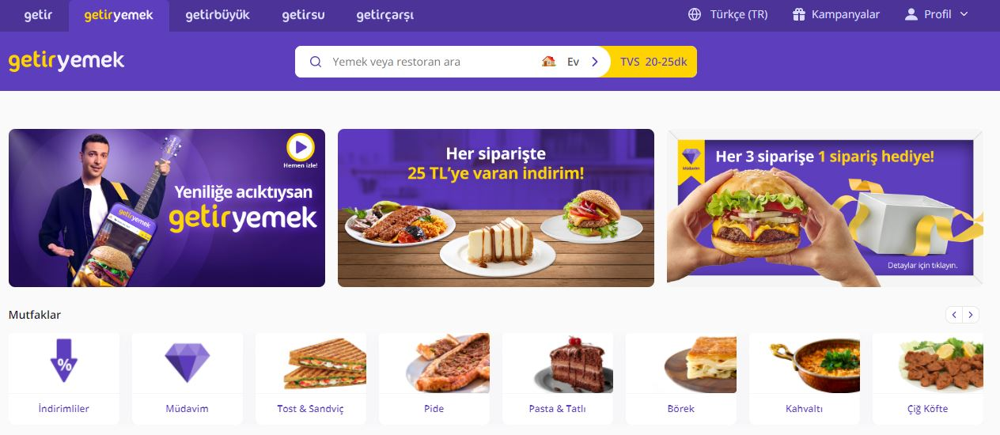 getir
getiryemek
getirbüyük
getirsu
getirçarşı
Türkçe (TR)
Kampanyalar
Profil
getiryemek
Yemek veya restoran ara
Ev
TVS 20-25dk
Hemen izle!
Yeniliğe acıktıysan
getiryemek
getiryemek
Her siparişte
25 TL’ye varan indirim!
Müdavim
Her 3 siparişe 1 sipariş hediye!
Detaylar için tıklayın.
Mutfaklar
%
İndirimliler
Müdavim
Tost & Sandviç
Pide
Pasta & Tatlı
Börek
Kahvaltı
Çiğ Köfte